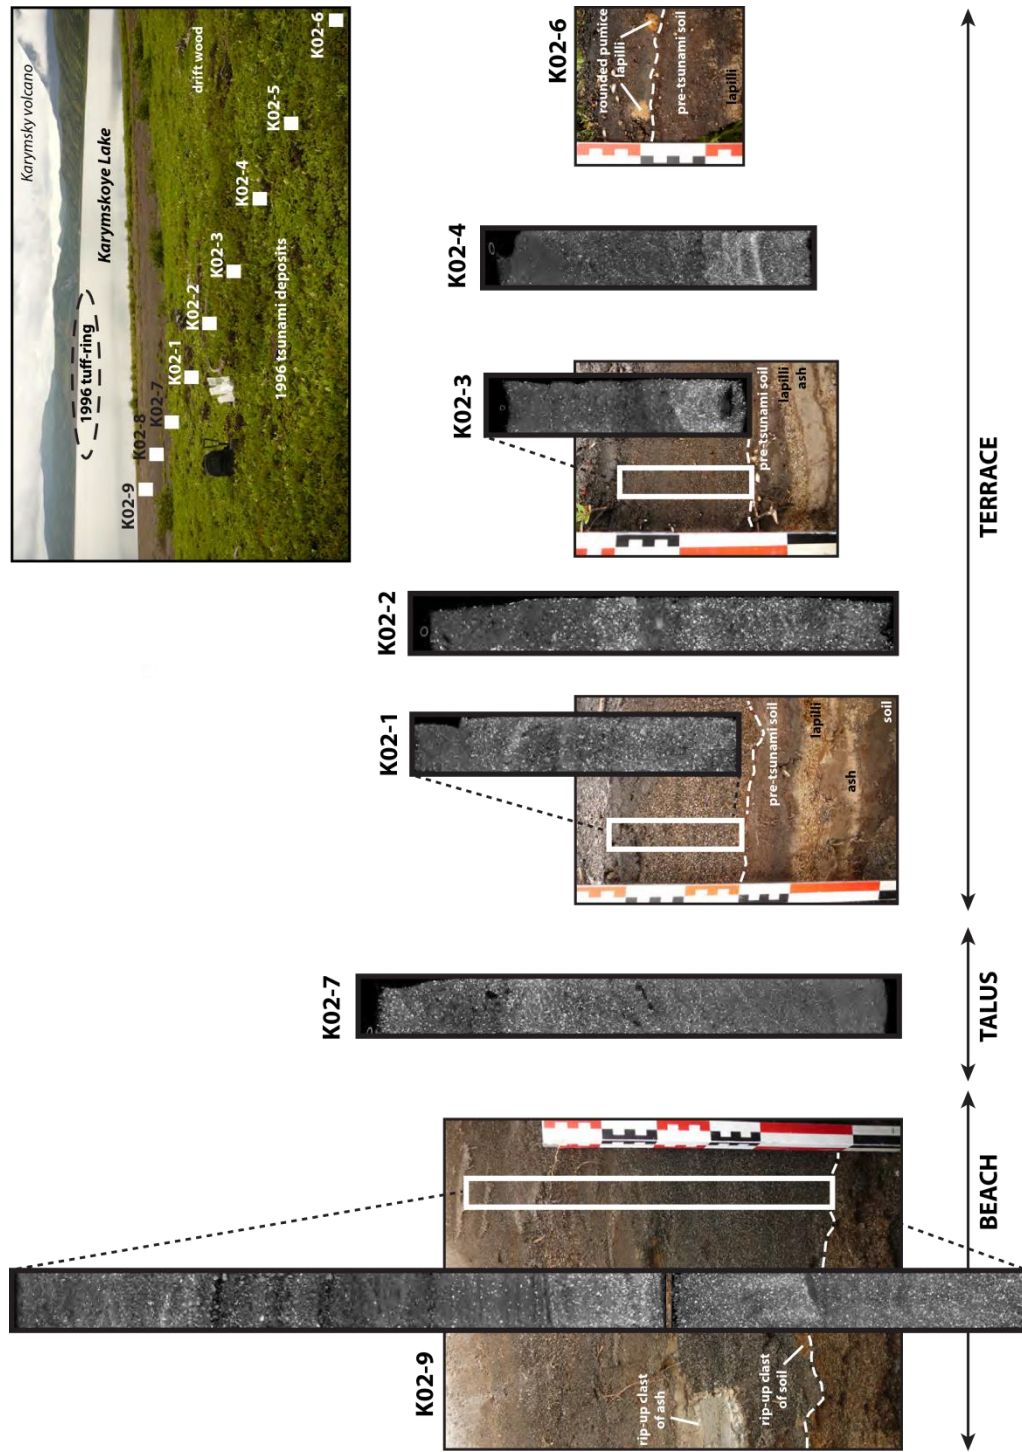 Karymsky volcano
Karymskoye Lake
1996 tuff-ring
K02-9
K02-8
K02-7
K02-1
K02-2
K02-3
K02-4
K02-5
K02-6
drift wood
1996 tsunami deposits
K02-9
rip-up clast
of ash
rip-up clast
of soil
K02-7
K02-1
pre-tsunami soil
lapilli
ash
soil
K02-2
K02-3
pre-tsunami soil
lapilli
ash
K02-4
K02-6
rounded pumice
lapilli
pre-tsunami soil
lapilli
BEACH
TALUS
TERRACE